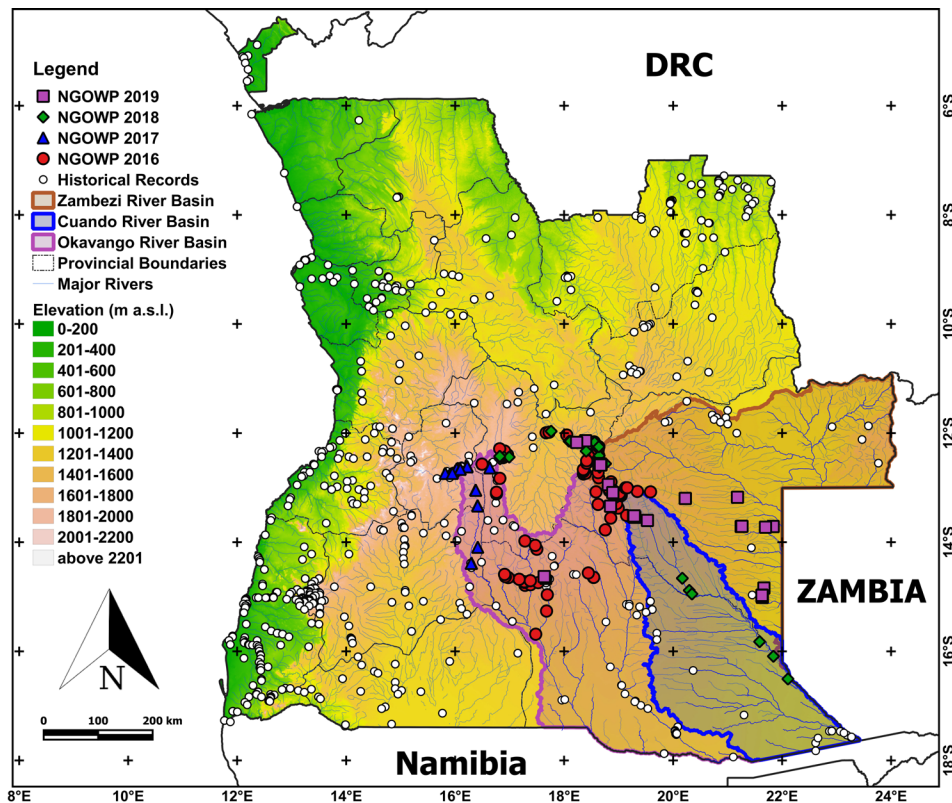 DRC
Legend
NGOWP 2019
NGOWP 2018
NGOWP 2017
NGOWP 2016
Historical Records
Zambezi River Basin
Cuando River Basin
Okavango River Basin
Provincial Boundaries
Major Rivers
Elevation (m a.s.l.)
0-200
201-400
401-600
601-800
801-1000
1001-1200
1201-1400
1401-1600
1601-1800
1801-2000
2001-2200
above 2201
N
0 100 200 km
ZAMBIA
Namibia
6°S
8°S
10°S
12°S
14°S
16°S
18°S
8°E 10°E 12°E 14°E 16°E 18°E 20°E 22°E 24°E